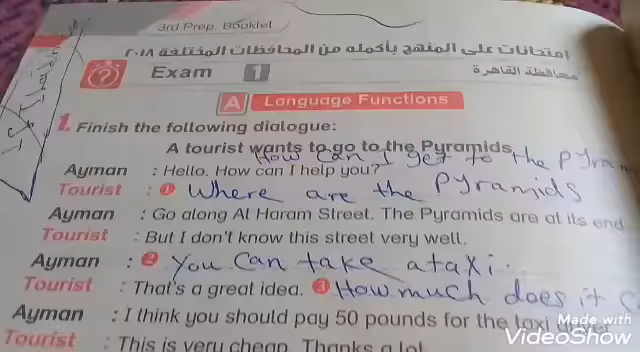 3rd Prep. Booklet
امتحانات على المنهج بأكمله من المحافظات المختلفة ٢٠١٨
Exam 1
محافظة القاهرة
A Language Functions
1. Finish the following dialogue:
A tourist wants to go to the Pyramids.
How can I get to the pyram
Ayman : Hello. How can I help you?
Tourist : 1 Where are the Pyramids
Ayman : Go along Al Haram Street. The Pyramids are at its end
Tourist : But I don't know this street very well.
Ayman : 2 You can take a taxi.
Tourist : That's a great idea. 3 How much does it c
Ayman : I think you should pay 50 pounds for the taxi
Tourist : This is very cheap. Thanks a lot
Made with
VideoShow